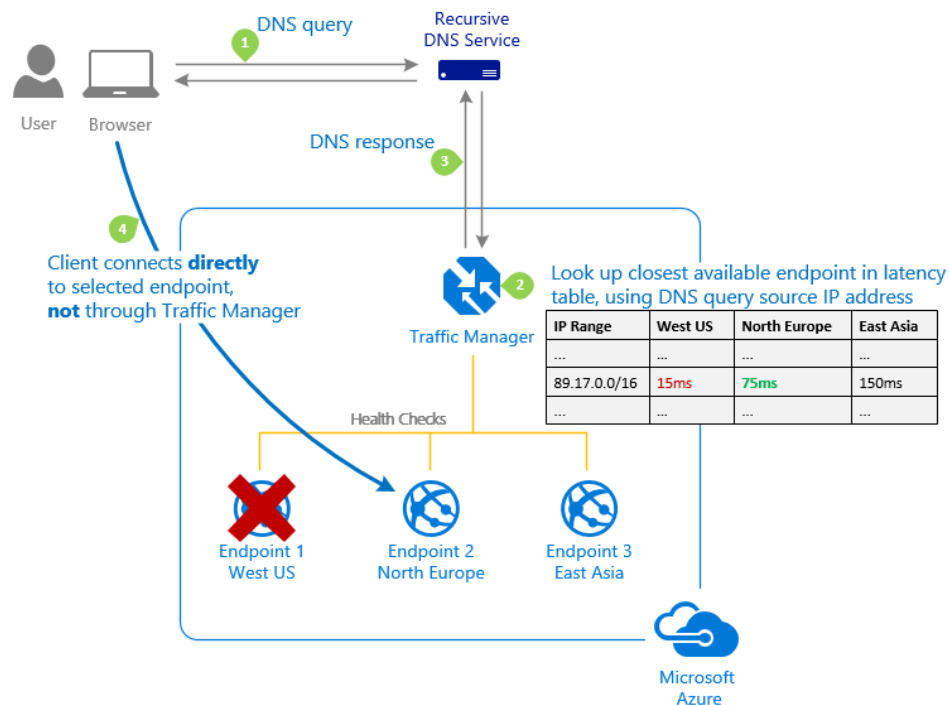 1
DNS query
Recursive
DNS Service
User
Browser
DNS response
3
4
Client connects directly
to selected endpoint,
not through Traffic Manager
2
Look up closest available endpoint in latency
table, using DNS query source IP address
Traffic Manager
IP Range West US North Europe East Asia
... ... ... ...
89.17.0.0/16 15ms 75ms 150ms
... ... ... ...
Health Checks
Endpoint 1
West US
Endpoint 2
North Europe
Endpoint 3
East Asia
Microsoft
Azure